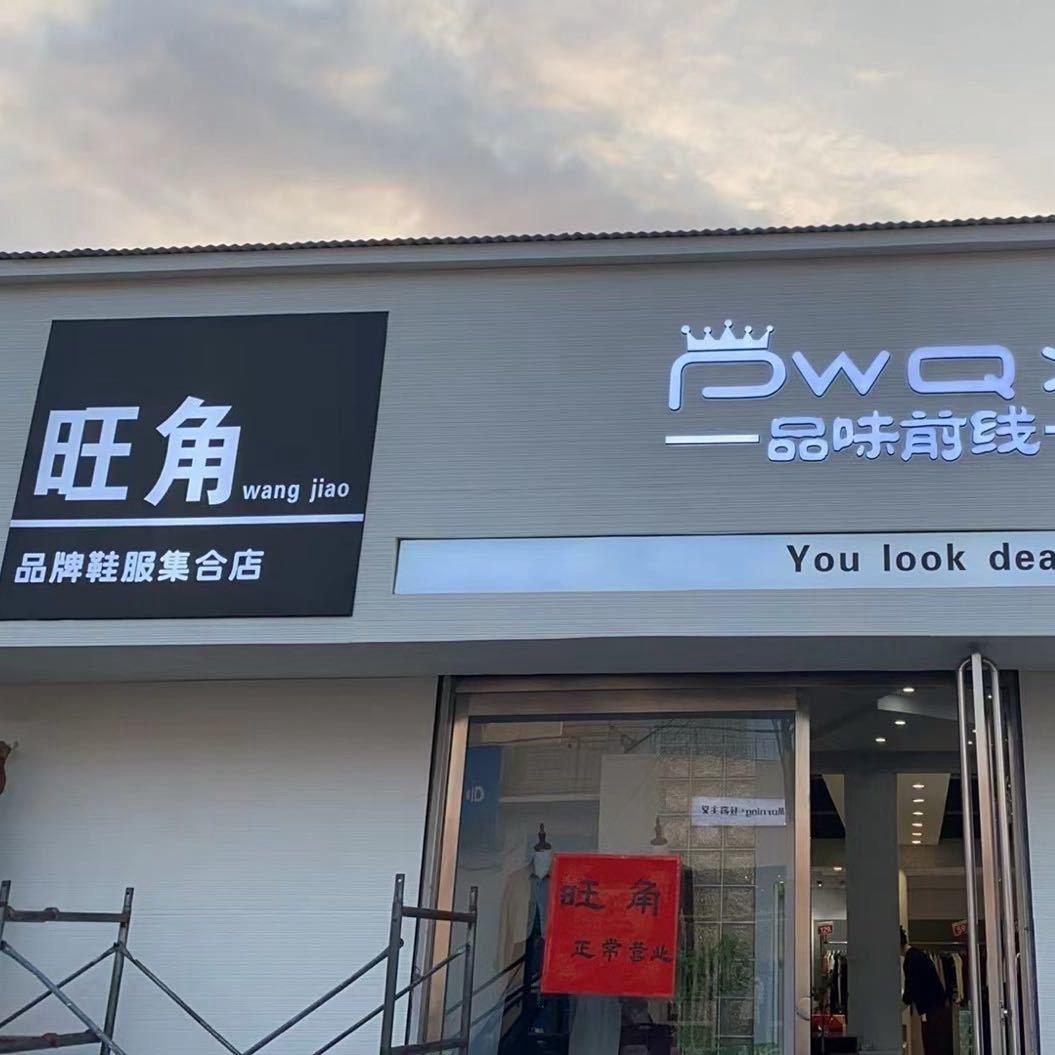 旺角 wang jiao
品牌鞋服集合店
PWQX
品味前线
You look dea
旺角
正常营业